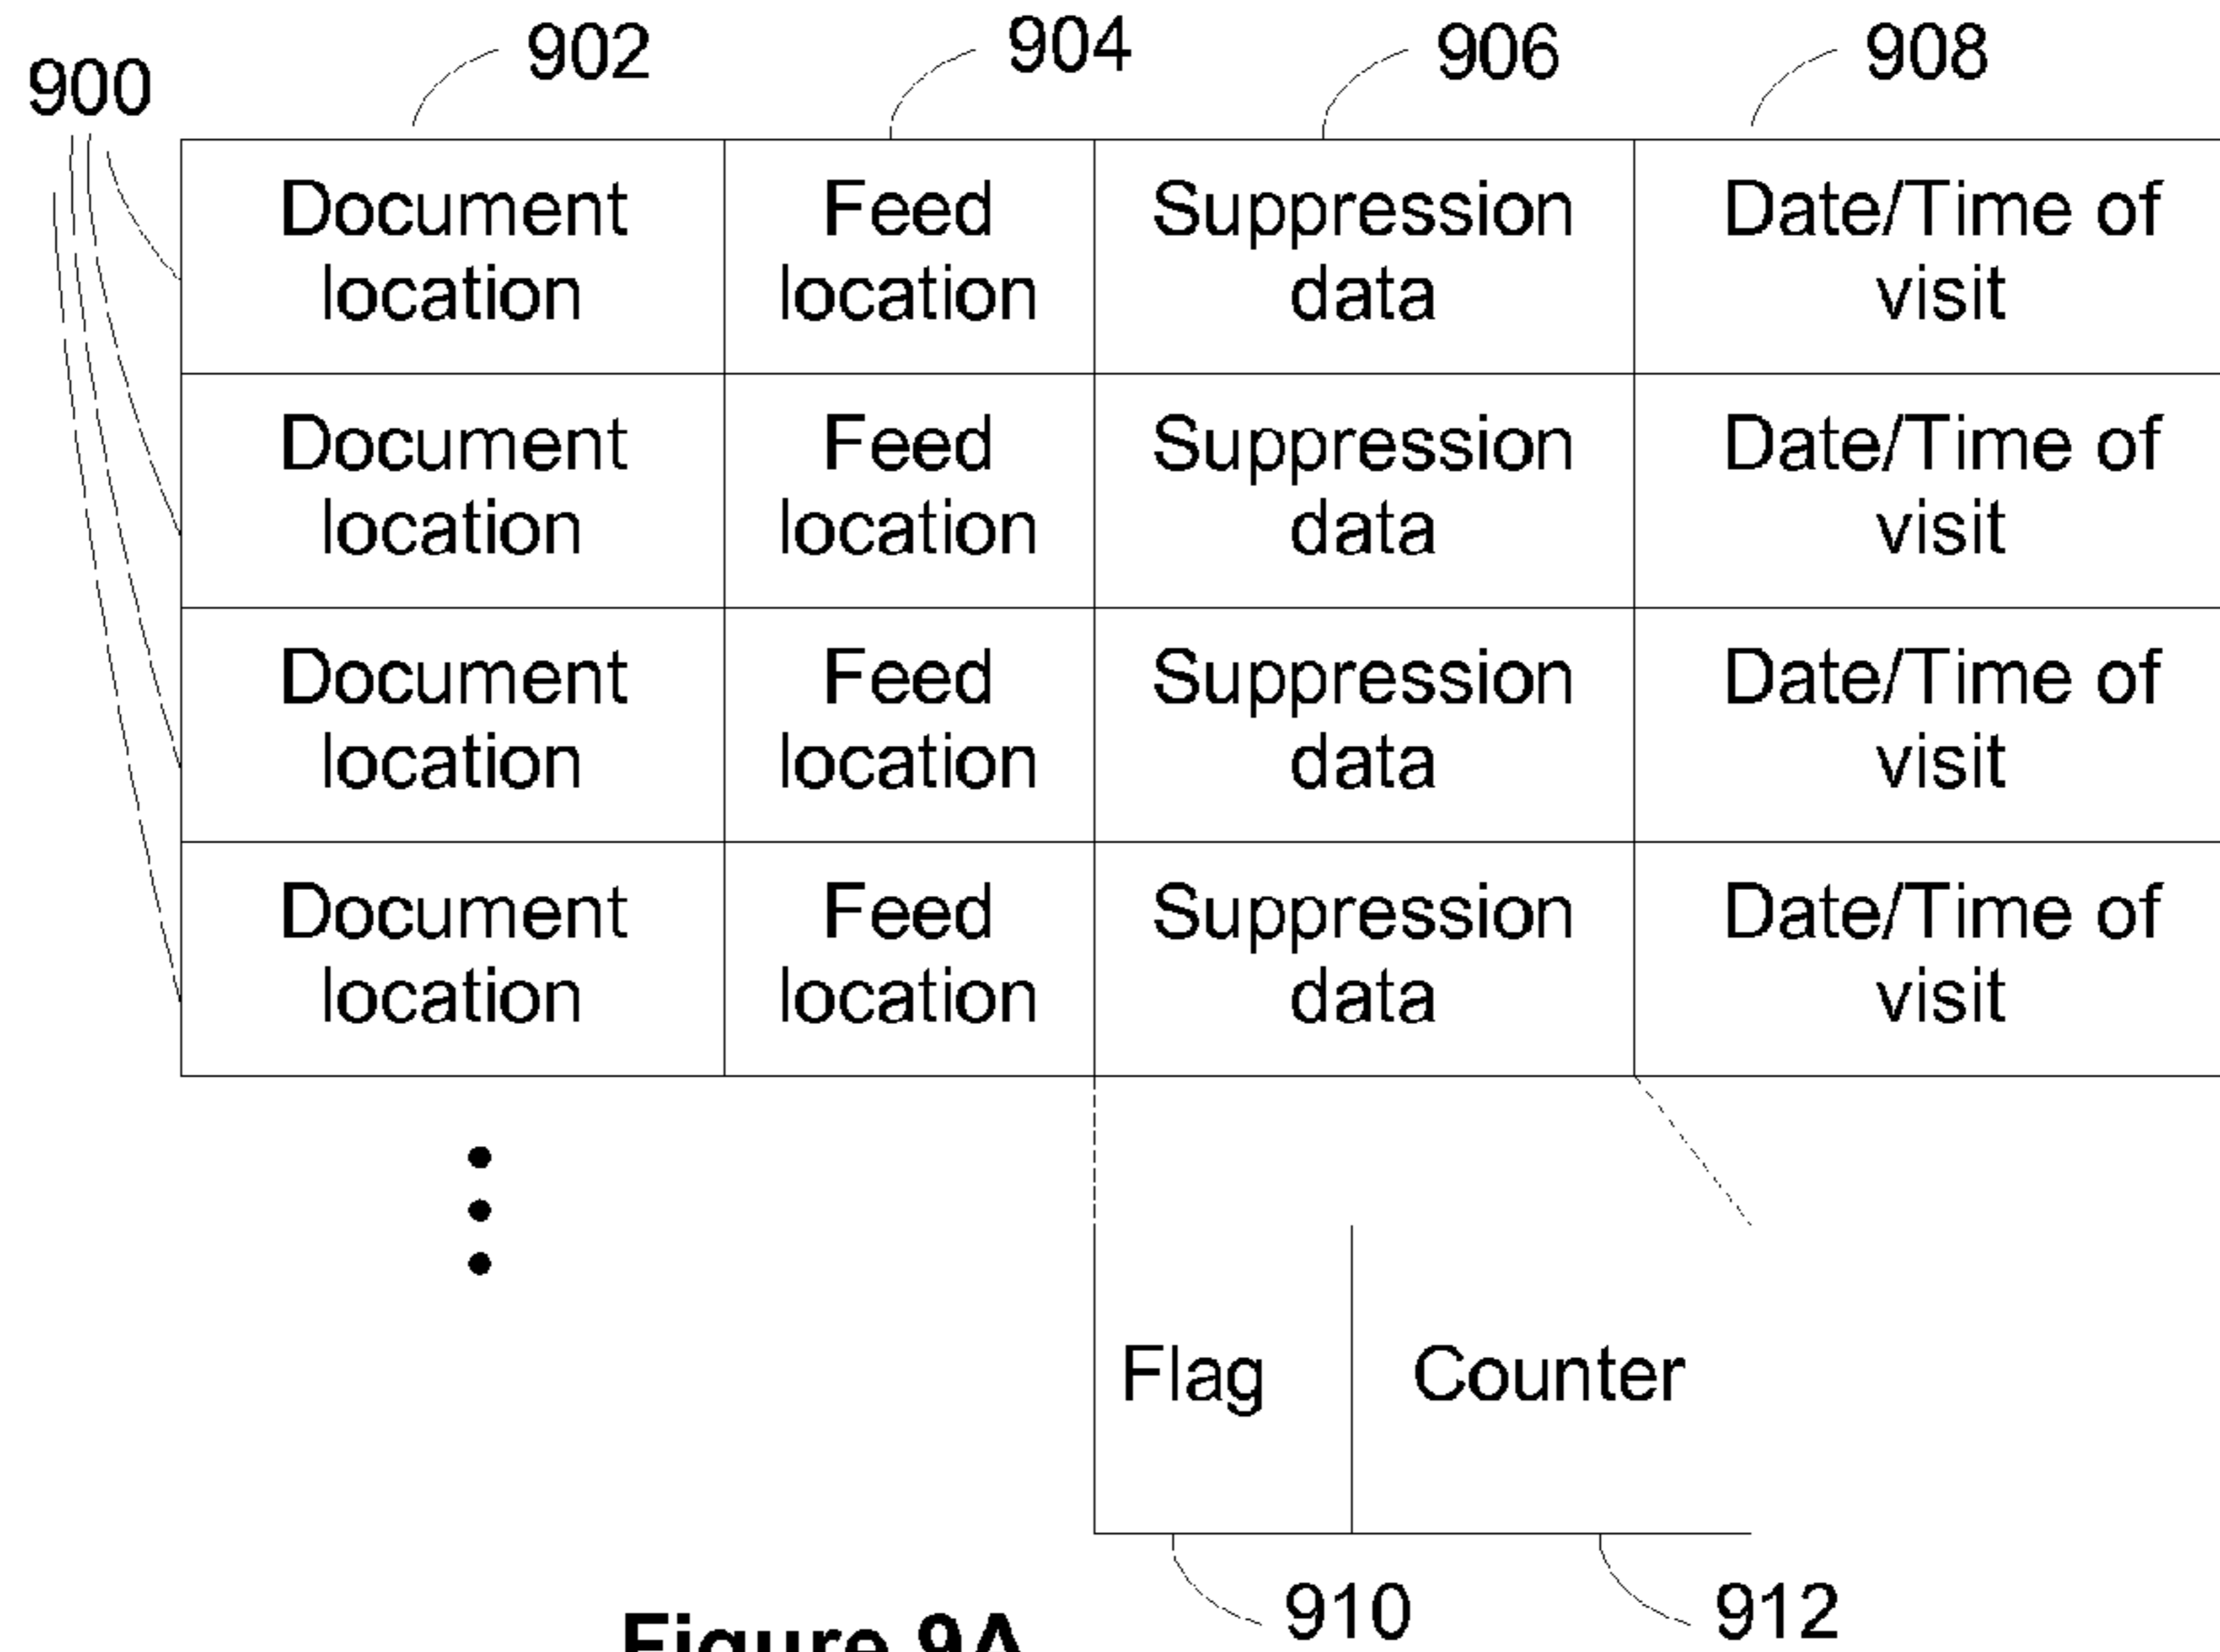 900
902
904
906
908
Document location
Feed location
Suppression data
Date/Time of visit
Document location
Feed location
Suppression data
Date/Time of visit
Document location
Feed location
Suppression data
Date/Time of visit
Document location
Feed location
Suppression data
Date/Time of visit
Flag
Counter
910
912
Figure 9A